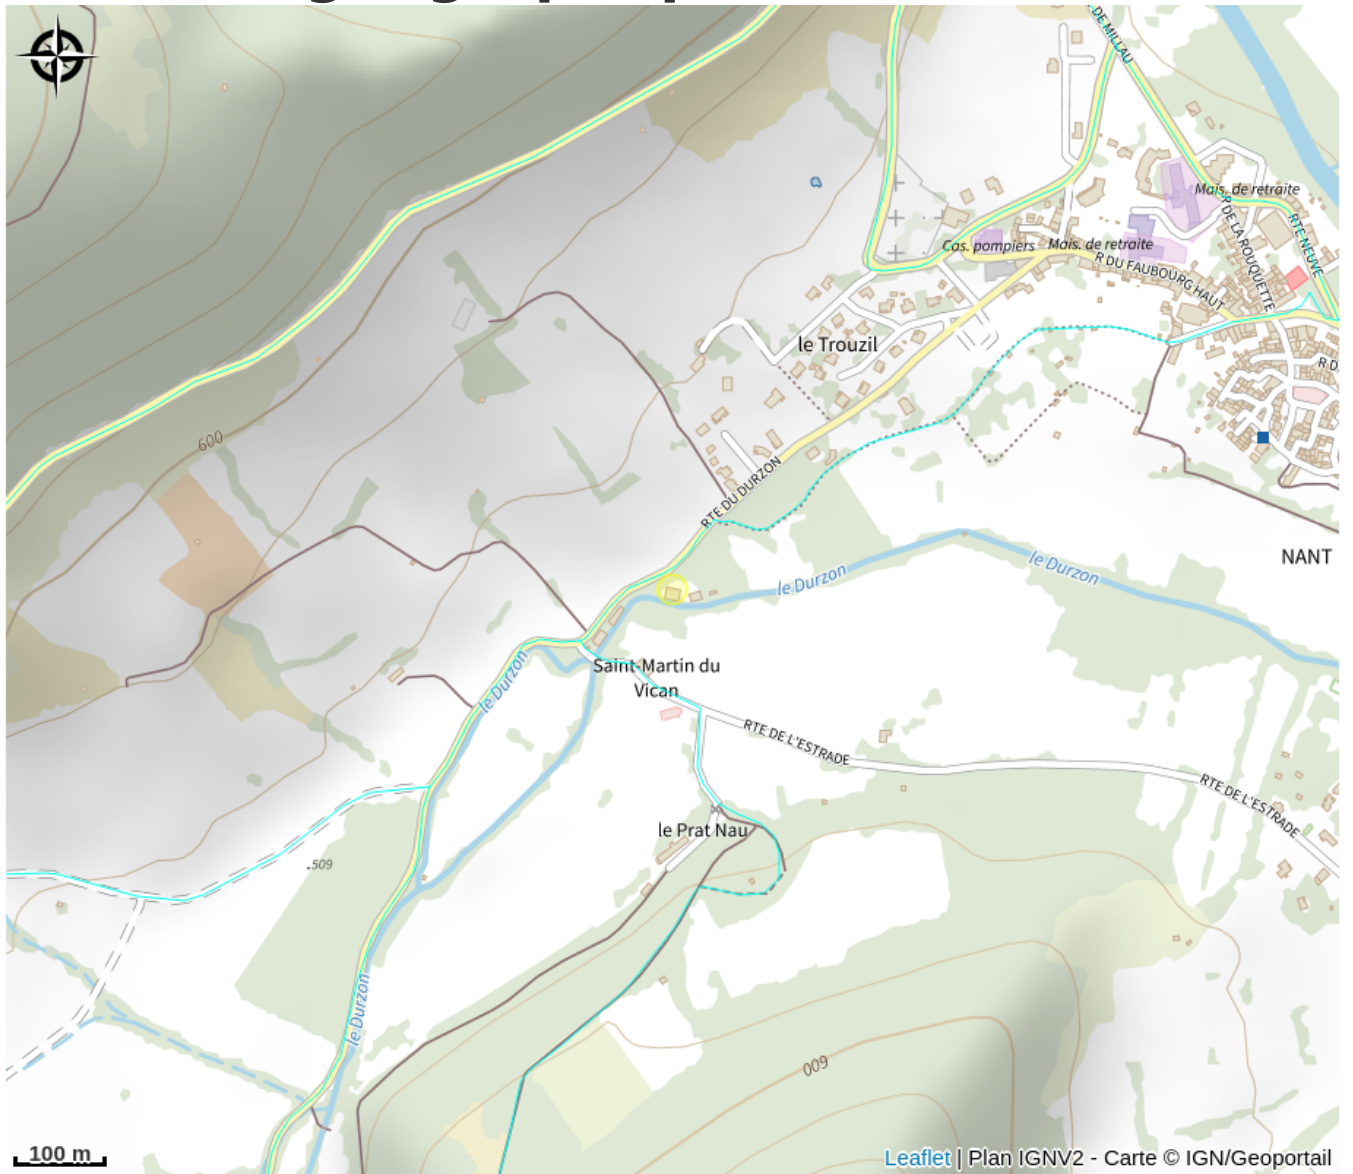 DE MILLAU
Mais. de retraite
RTE NEUVE
R DE LA ROUQUETTE
Cas. pompiers
Mais. de retraite
R DU FAUBOURG HAUT
le Trouzil
R D
600
RTE DU DURZON
NANT
le Durzon
le Durzon
Saint-Martin du
Vican
le Durzon
RTE DE L'ESTRADE
RTE DE L'ESTRADE
le Prat Nau
.509
le Durzon
600
100 m
Leaflet | Plan IGNV2 - Carte © IGN/Geoportail